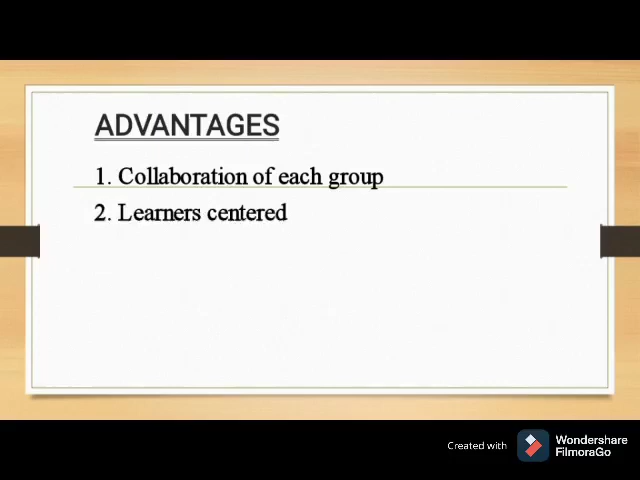 ADVANTAGES
1. Collaboration of each group
2. Learners centered
Created with
Wondershare
FilmoraGo